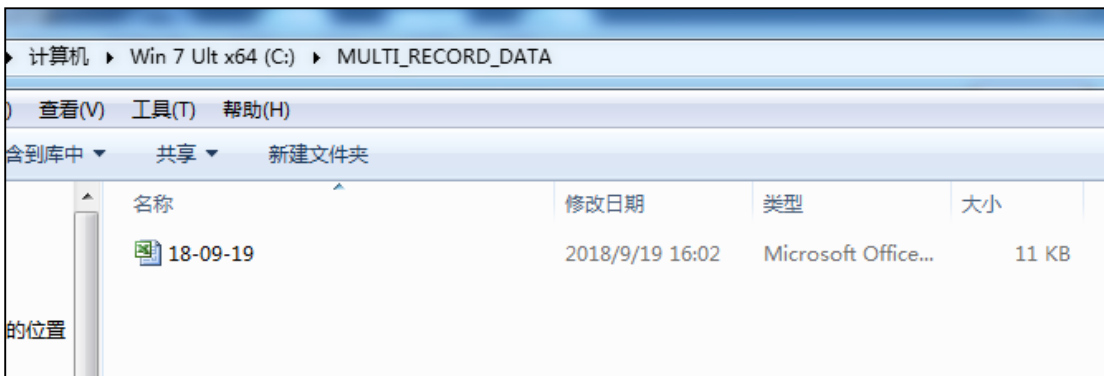 计算机 Win 7 Ult x64 (C:) MULTI_RECORD_DATA
) 查看(V) 工具(T) 帮助(H)
含到库中 共享 新建文件夹
名称 修改日期 类型 大小
18-09-19 2018/9/19 16:02 Microsoft Office... 11 KB
的位置